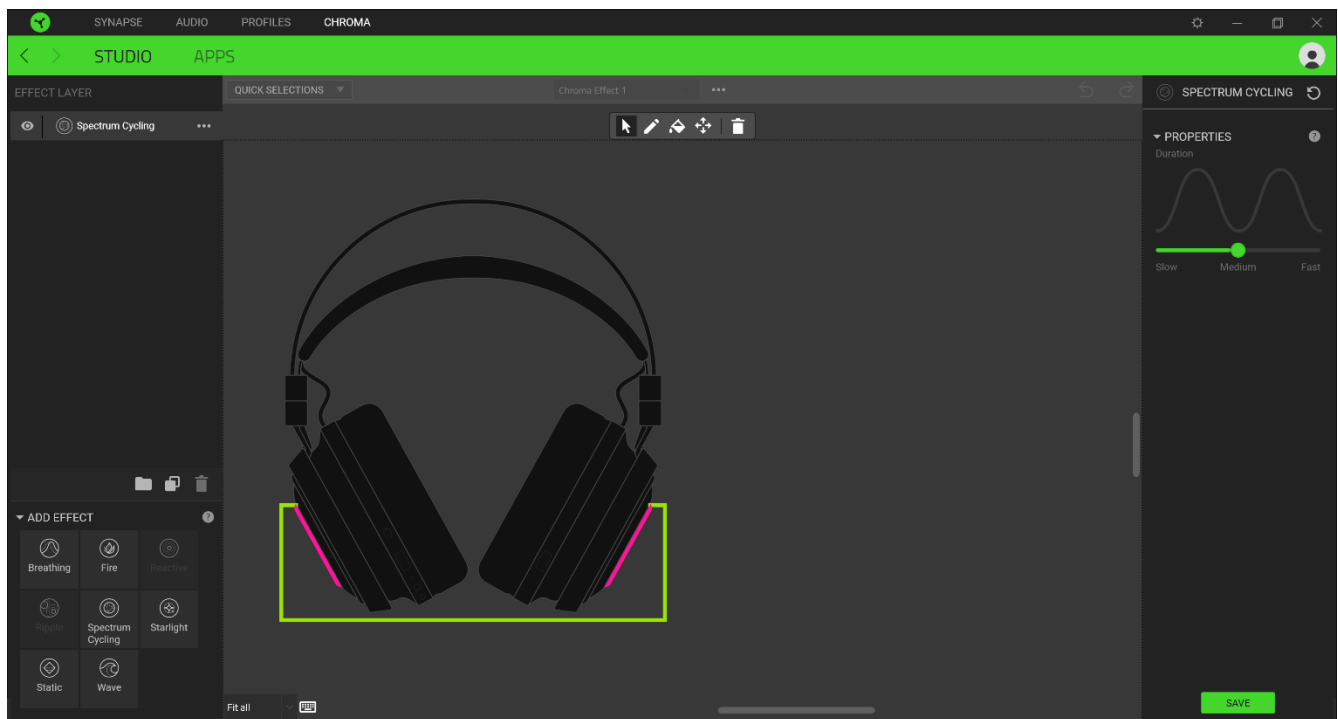 SYNAPSE AUDIO PROFILES CHROMA
STUDIO APPS
EFFECT LAYER
QUICK SELECTIONS
Chroma Effect 1
SPECTRUM CYCLING
Spectrum Cycling
PROPERTIES
Duration
Slow Medium Fast
ADD EFFECT
Breathing
Fire
Reactive
Ripple
Spectrum
Cycling
Starlight
Static
Wave
Fit all
SAVE